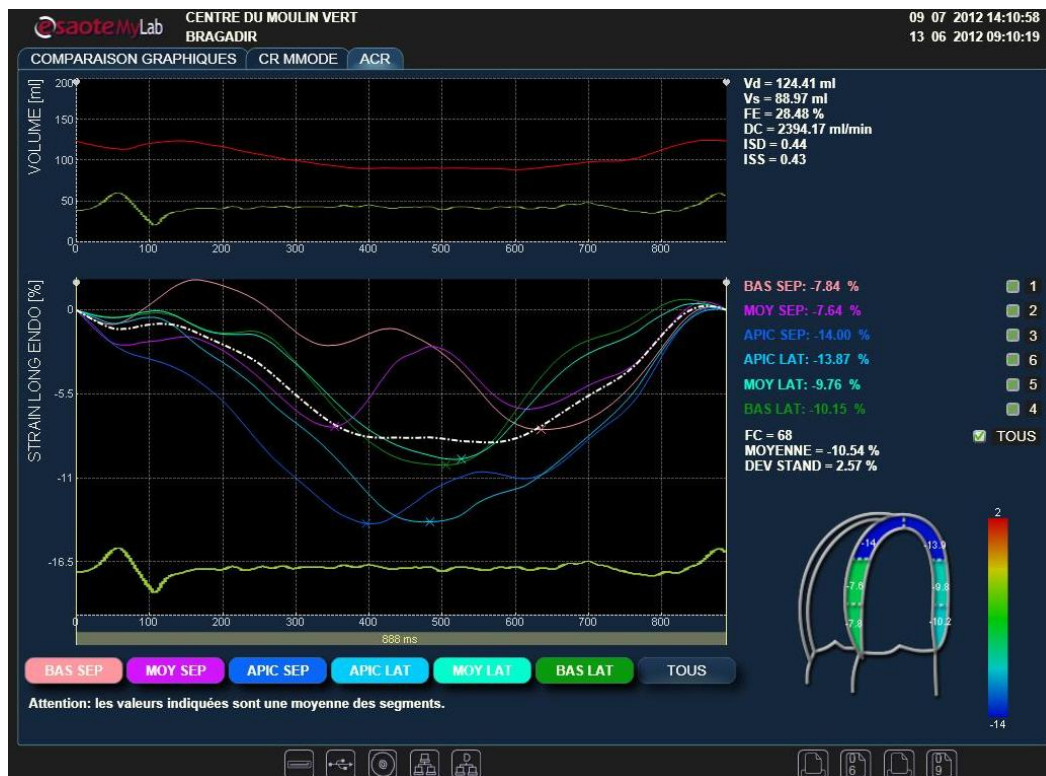 esaote MyLab
CENTRE DU MOULIN VERT
BRAGADIR
09 07 2012 14:10:58
13 06 2012 09:10:19
COMPARAISON GRAPHIQUES CR MMODE ACR
VOLUME [ml]
200
150
100
50
0
0 100 200 300 400 500 600 700 800
Vd = 124.41 ml
Vs = 88.97 ml
FE = 28.48 %
DC = 2394.17 ml/min
ISD = 0.44
ISS = 0.43
STRAIN LONG ENDO [%]
0
-5.5
-11
-16.5
0 100 200 300 400 500 600 700 800
888 ms
BAS SEP: -7.84 % 1
MOY SEP: -7.64 % 2
APIC SEP: -14.00 % 3
APIC LAT: -13.87 % 6
MOY LAT: -9.76 % 5
BAS LAT: -10.15 % 4
FC = 68 TOUS
MOYENNE = -10.54 %
DEV STAND = 2.57 %
-14 -13.9
-7.6 -9.8
-7.8 -10.2
2
-14
BAS SEP MOY SEP APIC SEP APIC LAT MOY LAT BAS LAT TOUS
Attention: les valeurs indiquées sont une moyenne des segments.
D
6 9